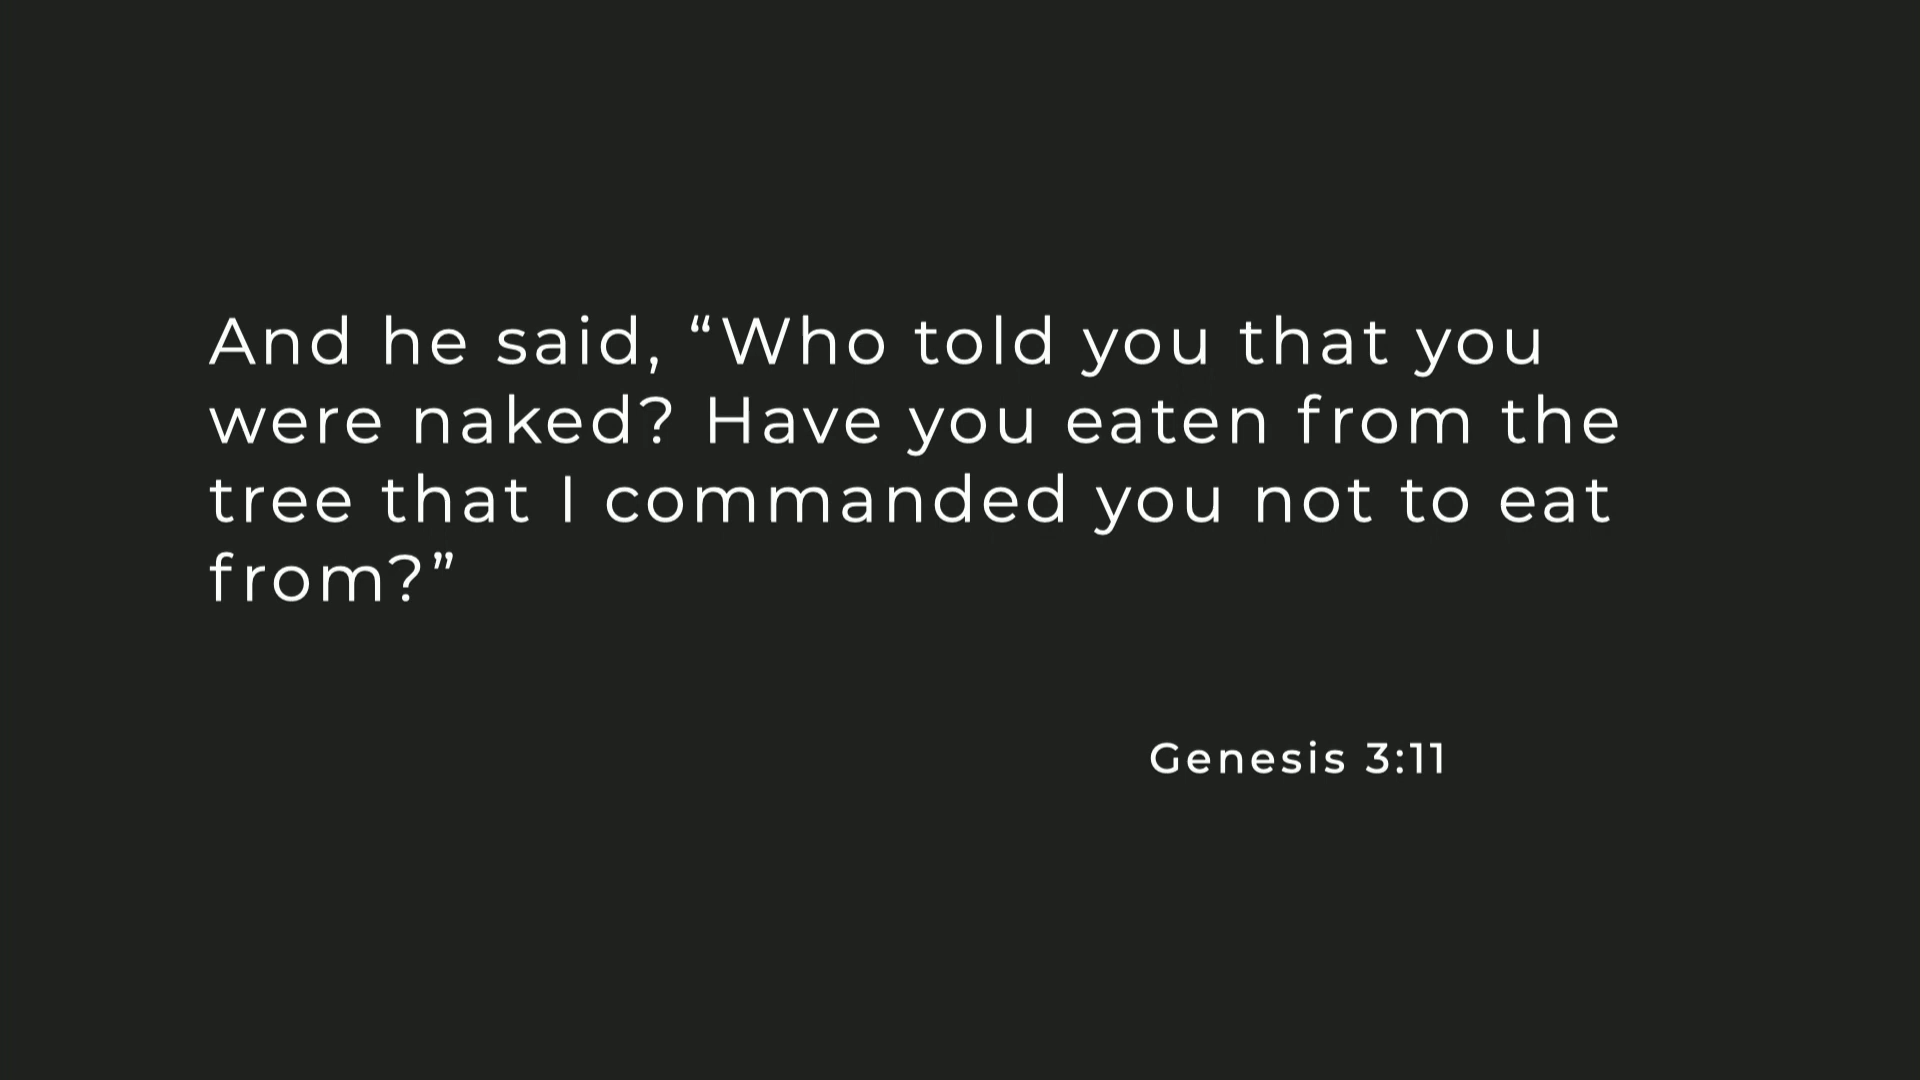 And he said, “Who told you that you
were naked? Have you eaten from the
tree that I commanded you not to eat
from?”
Genesis 3:11